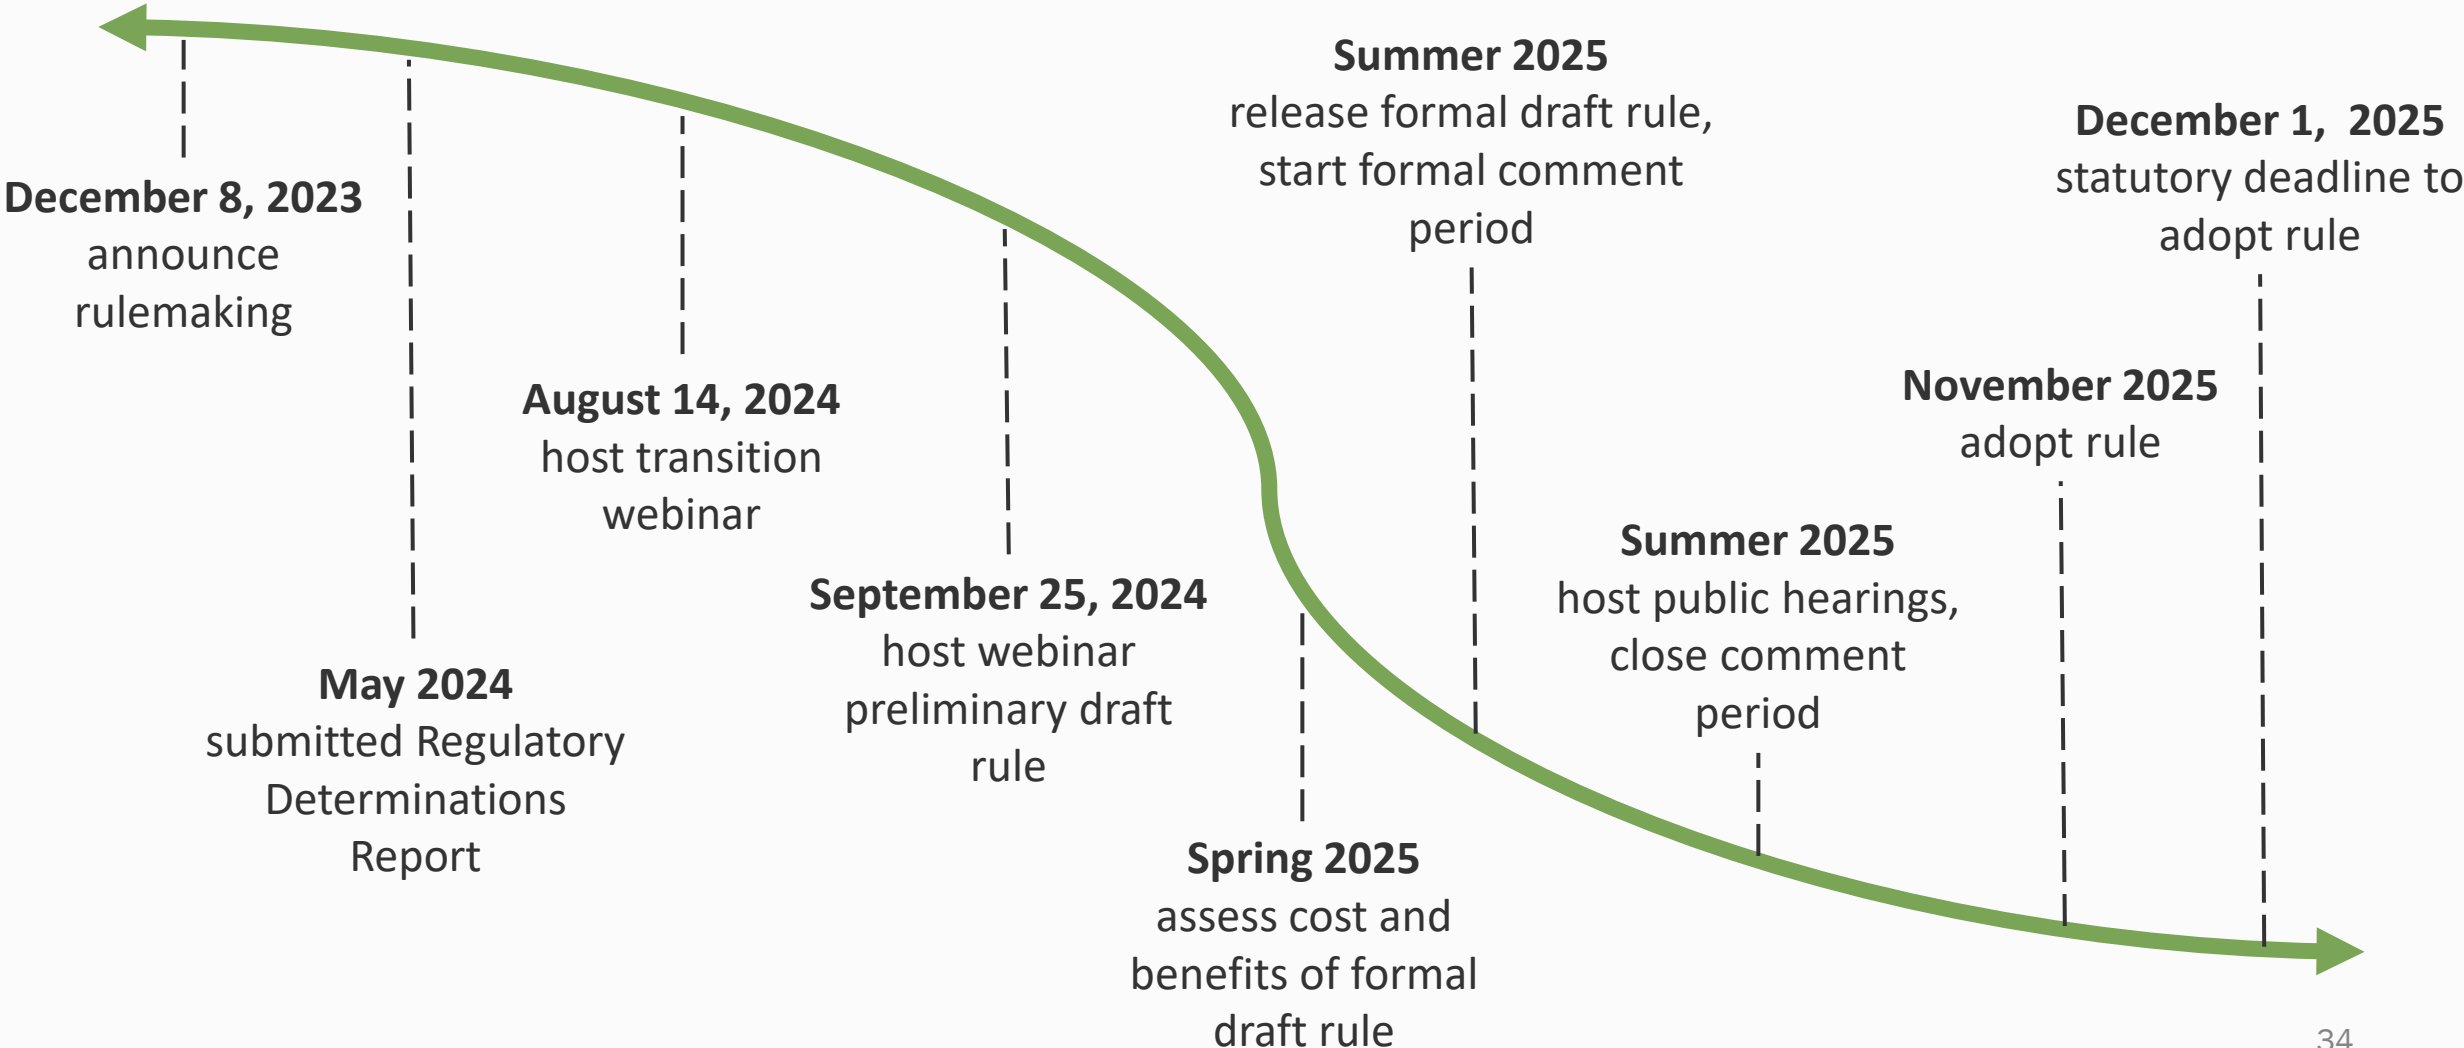 December 8, 2023
announce
rulemaking
May 2024
submitted Regulatory
Determinations
Report
August 14, 2024
host transition
webinar
September 25, 2024
host webinar
preliminary draft
rule
Spring 2025
assess cost and
benefits of formal
draft rule
Summer 2025
release formal draft rule,
start formal comment
period
Summer 2025
host public hearings,
close comment
period
November 2025
adopt rule
December 1,  2025
statutory deadline to
adopt rule
34